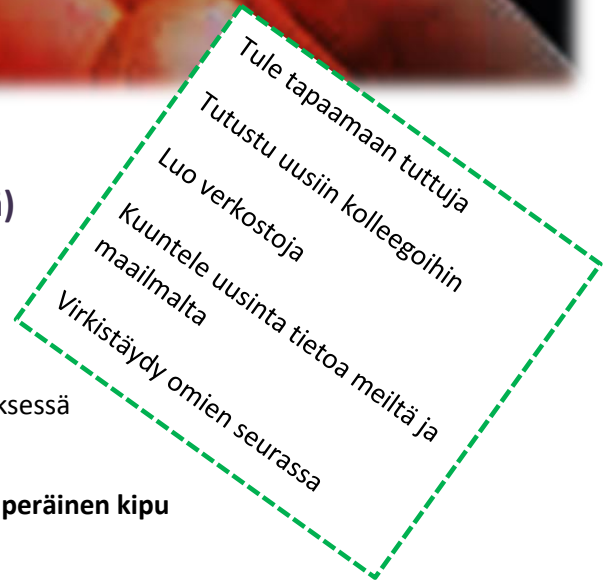 Tule tapaamaan tuttuja
Tutustu uusiin kolleegoihin
Luo verkostoja
Kuuntele uusinta tietoa meiltä ja
maailmalta
Virkistäydy omien seurassa
peräinen kipu